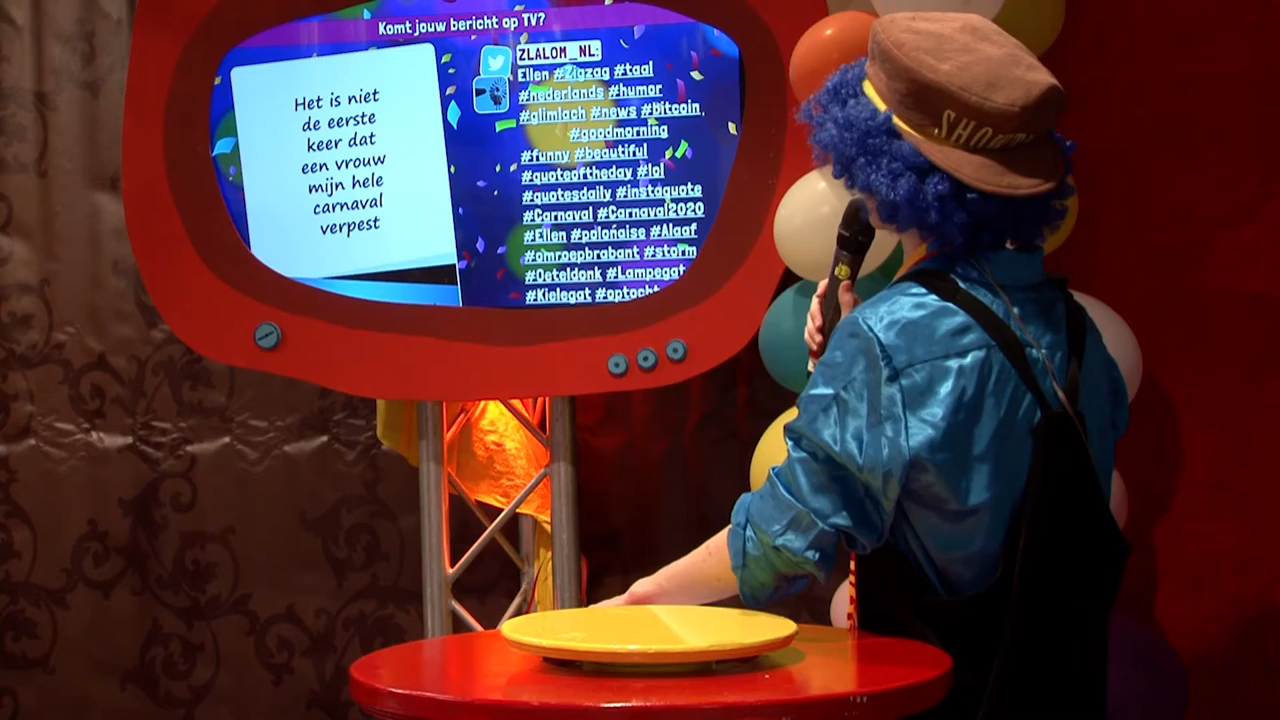 Komt jouw bericht op TV?
Het is niet
de eerste
keer dat
een vrouw
mijn hele
carnaval
verpest
ZLALOM_NL:
Ellen #Zigzag #taal
#nederlands #humor
#glimlach #news #Bitcoin,
#goodmorning
#funny #beautiful
#quoteoftheday #lol
#quotesdaily #instaquote
#Carnaval #Carnaval2020
#Ellen #polonaise #Alaaf
#omroepbrabant #storm
#Oeteldonk #Lampegat
#Kielegat #optocht